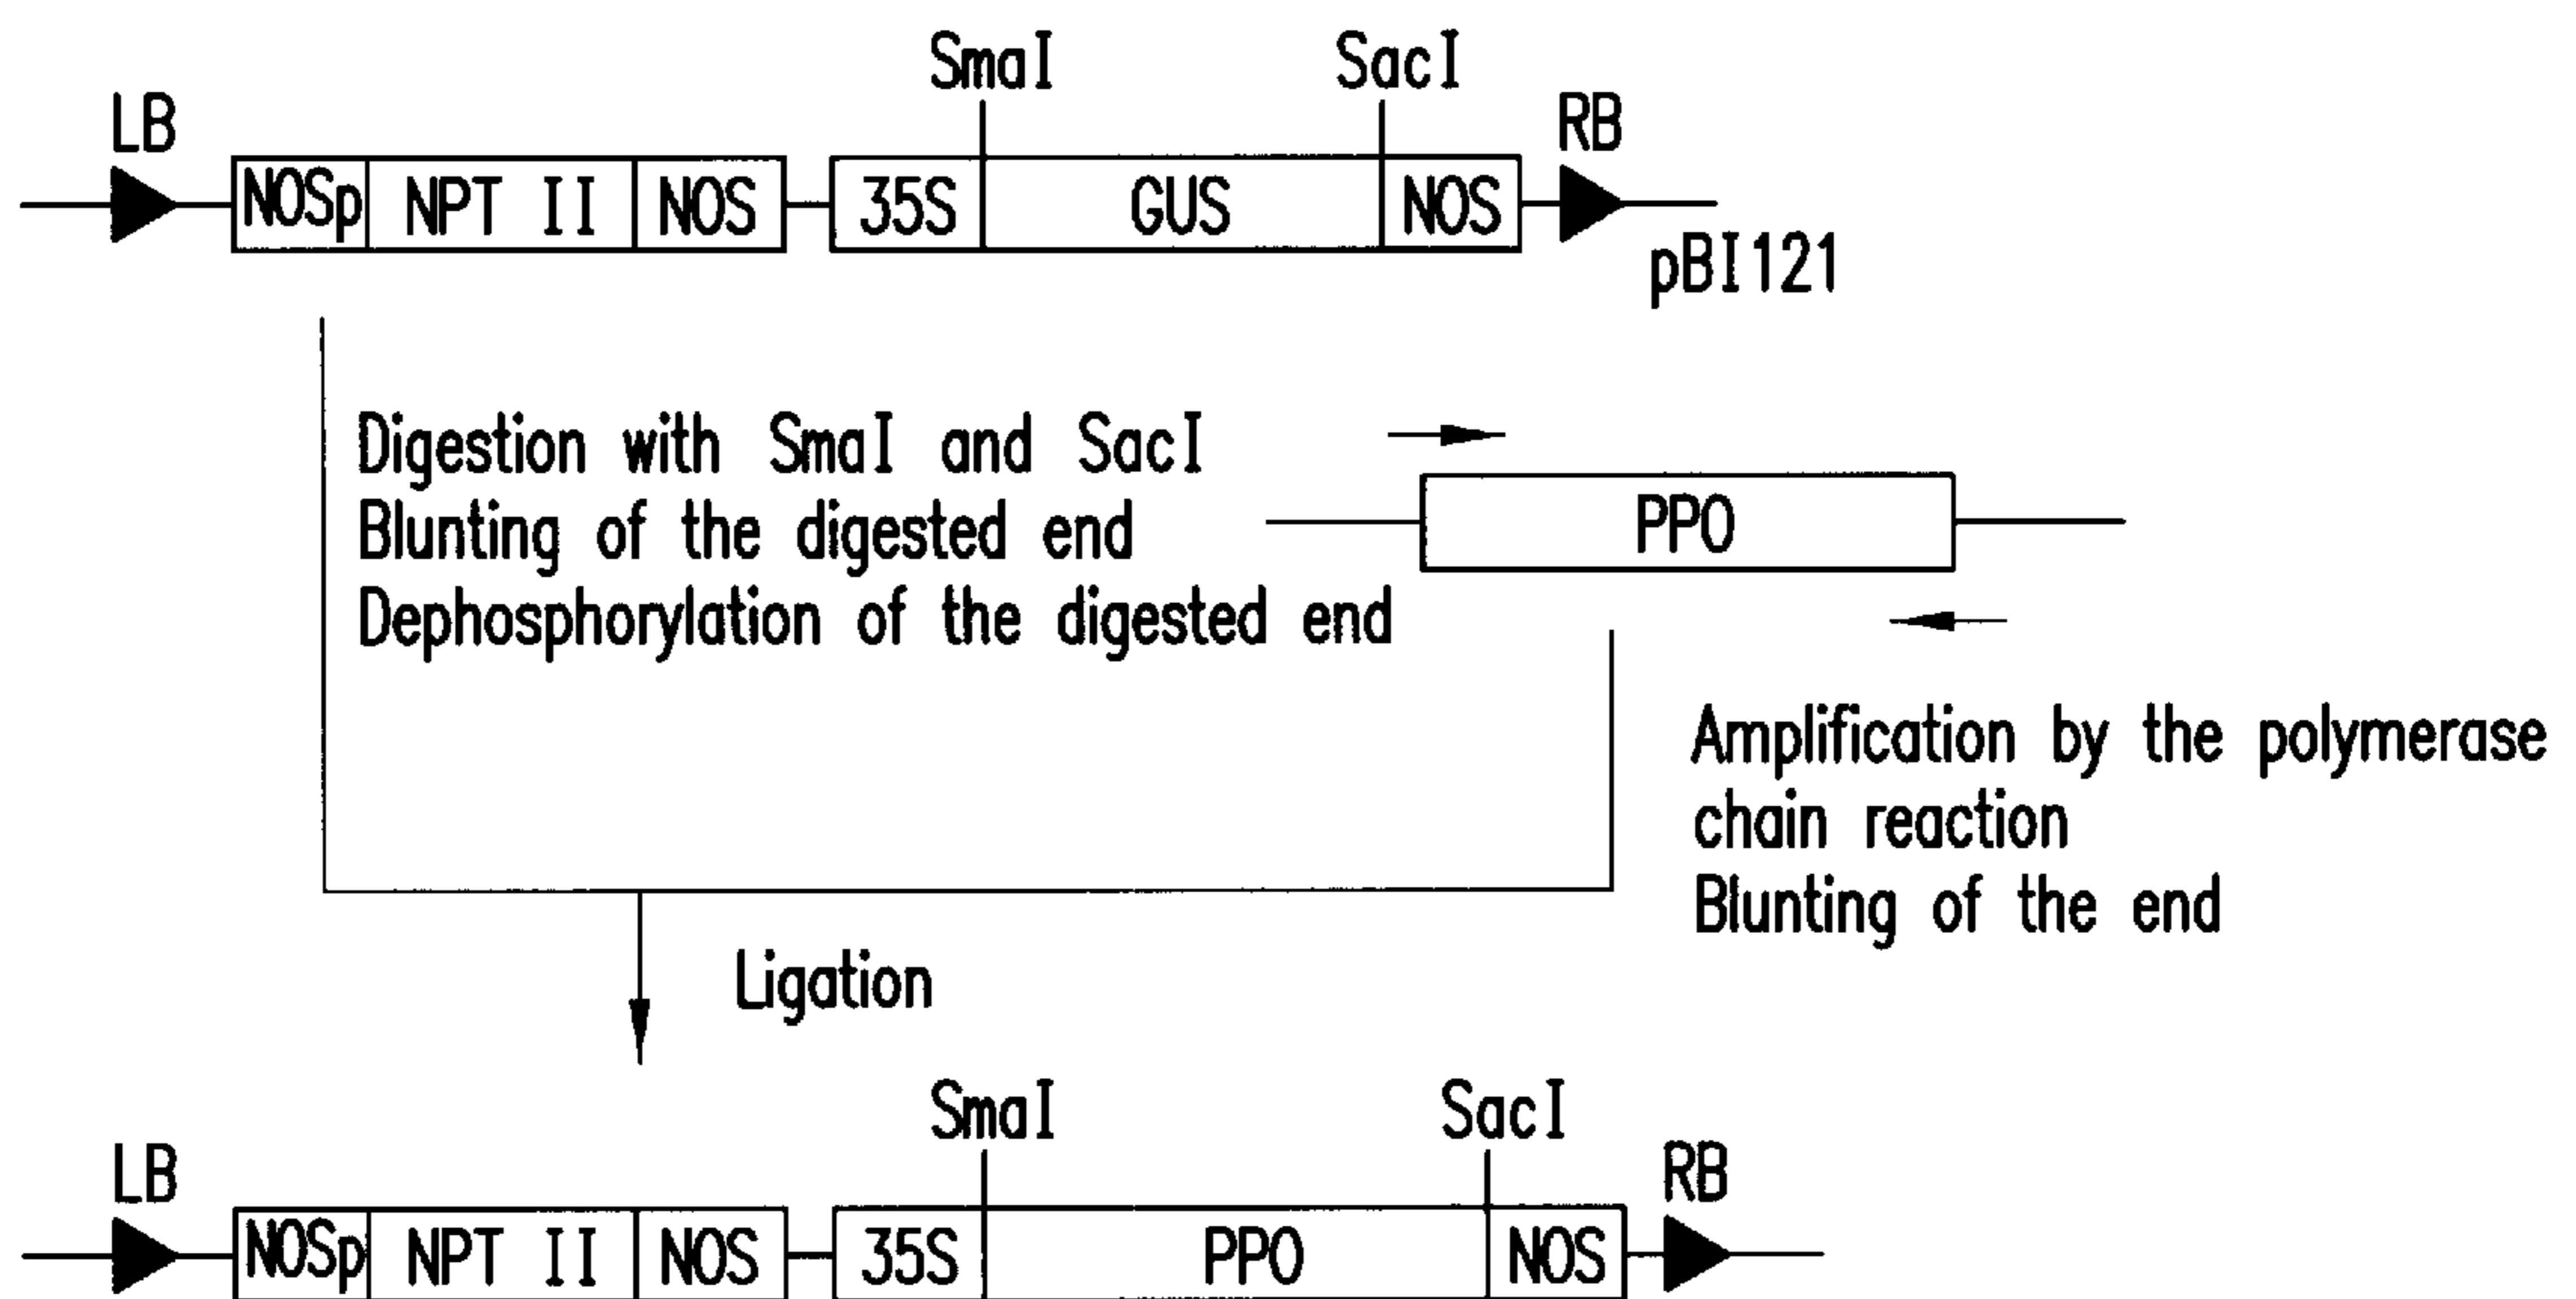 SmaI SacI
LB RB
NOSp NPT II NOS 35S GUS NOS
pBI121
Digestion with SmaI and SacI
Blunting of the digested end
Dephosphorylation of the digested end
PPO
Amplification by the polymerase
chain reaction
Blunting of the end
Ligation
SmaI SacI
LB RB
NOSp NPT II NOS 35S PPO NOS